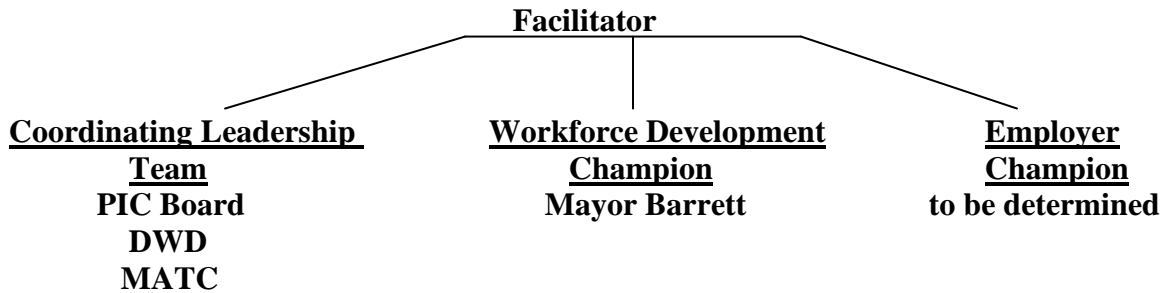 Facilitator
Coordinating Leadership
Team
PIC Board
DWD
MATC
Workforce Development
Champion
Mayor Barrett
Employer
Champion
to be determined